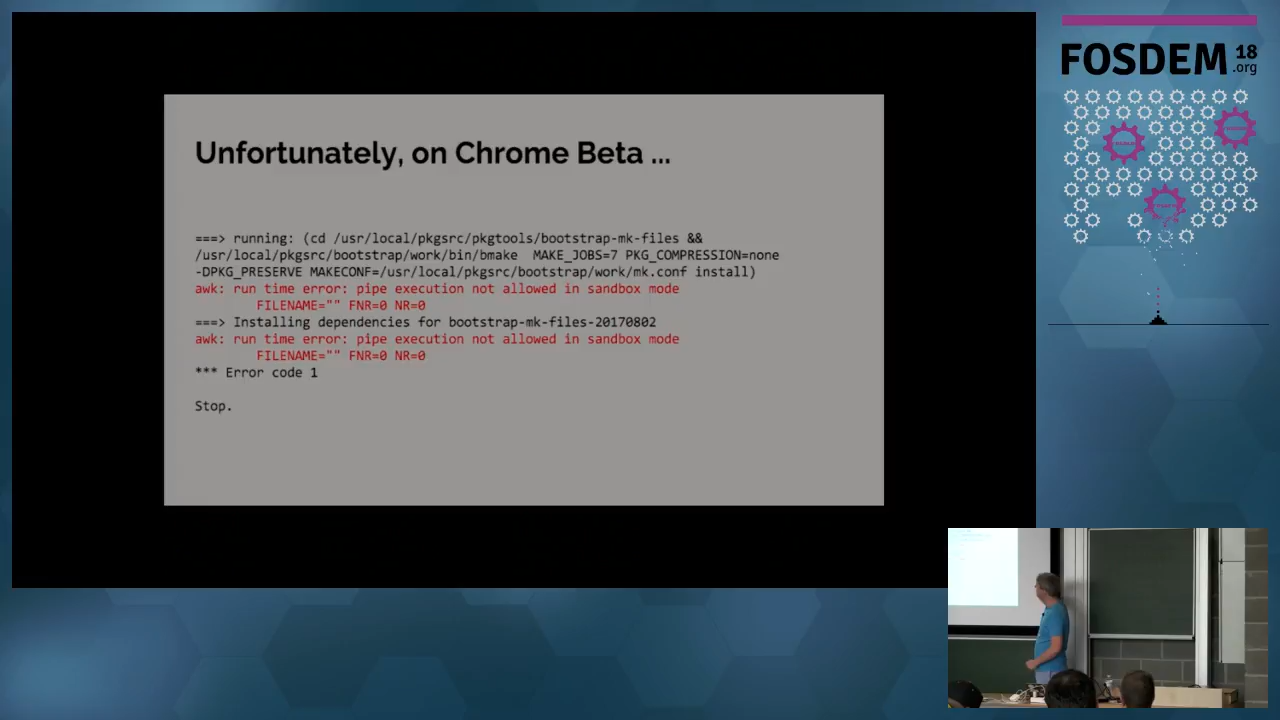 Unfortunately, on Chrome Beta ...
===> running: (cd /usr/local/pkgsrc/pkgtools/bootstrap-mk-files &&
/usr/local/pkgsrc/bootstrap/work/bin/bmake  MAKE_JOBS=7 PKG_COMPRESSION=none
-DPKG_PRESERVE MAKECONF=/usr/local/pkgsrc/bootstrap/work/mk.conf install)
awk: run time error: pipe execution not allowed in sandbox mode
FILENAME="" FNR=0 NR=0
===> Installing dependencies for bootstrap-mk-files-20170802
awk: run time error: pipe execution not allowed in sandbox mode
FILENAME="" FNR=0 NR=0
*** Error code 1
Stop.
FOSDEM 18
.org